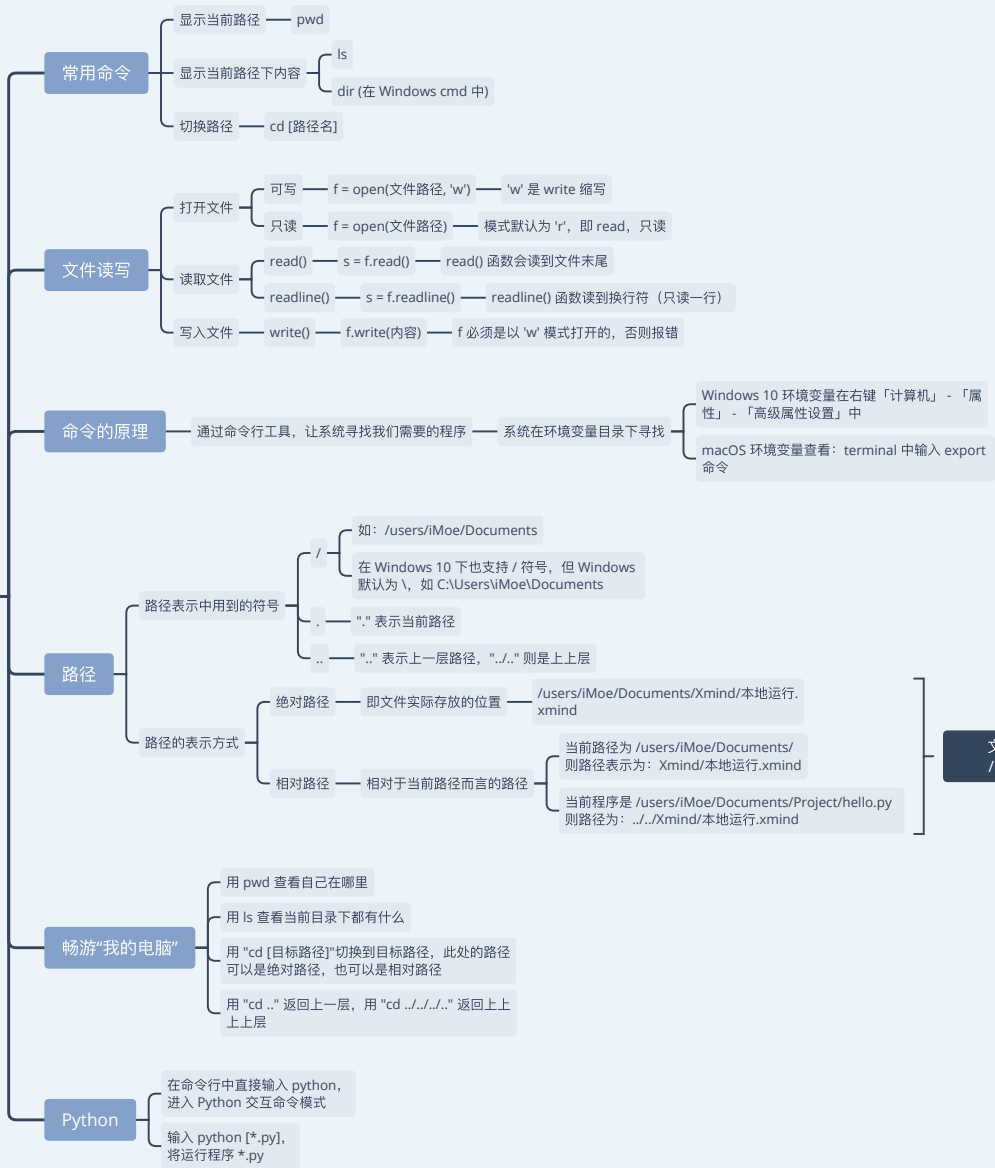 常用命令
显示当前路径
pwd
显示当前路径下内容
ls
dir (在 Windows cmd 中)
切换路径
cd [路径名]
文件读写
打开文件
可写
f = open(文件路径, 'w')
'w' 是 write 缩写
只读
f = open(文件路径)
模式默认为 'r'，即 read，只读
读取文件
read()
s = f.read()
read() 函数会读到文件末尾
readline()
s = f.readline()
readline() 函数读到换行符（只读一行）
写入文件
write()
f.write(内容)
f 必须是以 'w' 模式打开的，否则报错
命令的原理
通过命令行工具，让系统寻找我们需要的程序
系统在环境变量目录下寻找
Windows 10 环境变量在右键「计算机」 - 「属
性」 - 「高级属性设置」中
macOS 环境变量查看：terminal 中输入 export
命令
路径
路径表示中用到的符号
/
如：/users/iMoe/Documents
在 Windows 10 下也支持 / 符号，但 Windows
默认为 \，如 C:\Users\iMoe\Documents
.
"." 表示当前路径
..
".." 表示上一层路径，"../.." 则是上上层
路径的表示方式
绝对路径
即文件实际存放的位置
/users/iMoe/Documents/Xmind/本地运行.
xmind
相对路径
相对于当前路径而言的路径
当前路径为 /users/iMoe/Documents/
则路径表示为：Xmind/本地运行.xmind
当前程序是 /users/iMoe/Documents/Project/hello.py
则路径为：../../Xmind/本地运行.xmind
/
畅游“我的电脑”
用 pwd 查看自己在哪里
用 ls 查看当前目录下都有什么
用 "cd [目标路径]"切换到目标路径，此处的路径
可以是绝对路径，也可以是相对路径
用 "cd .." 返回上一层，用 "cd ../../../.." 返回上上
上上层
Python
在命令行中直接输入 python，
进入 Python 交互命令模式
输入 python [*.py]，
将运行程序 *.py